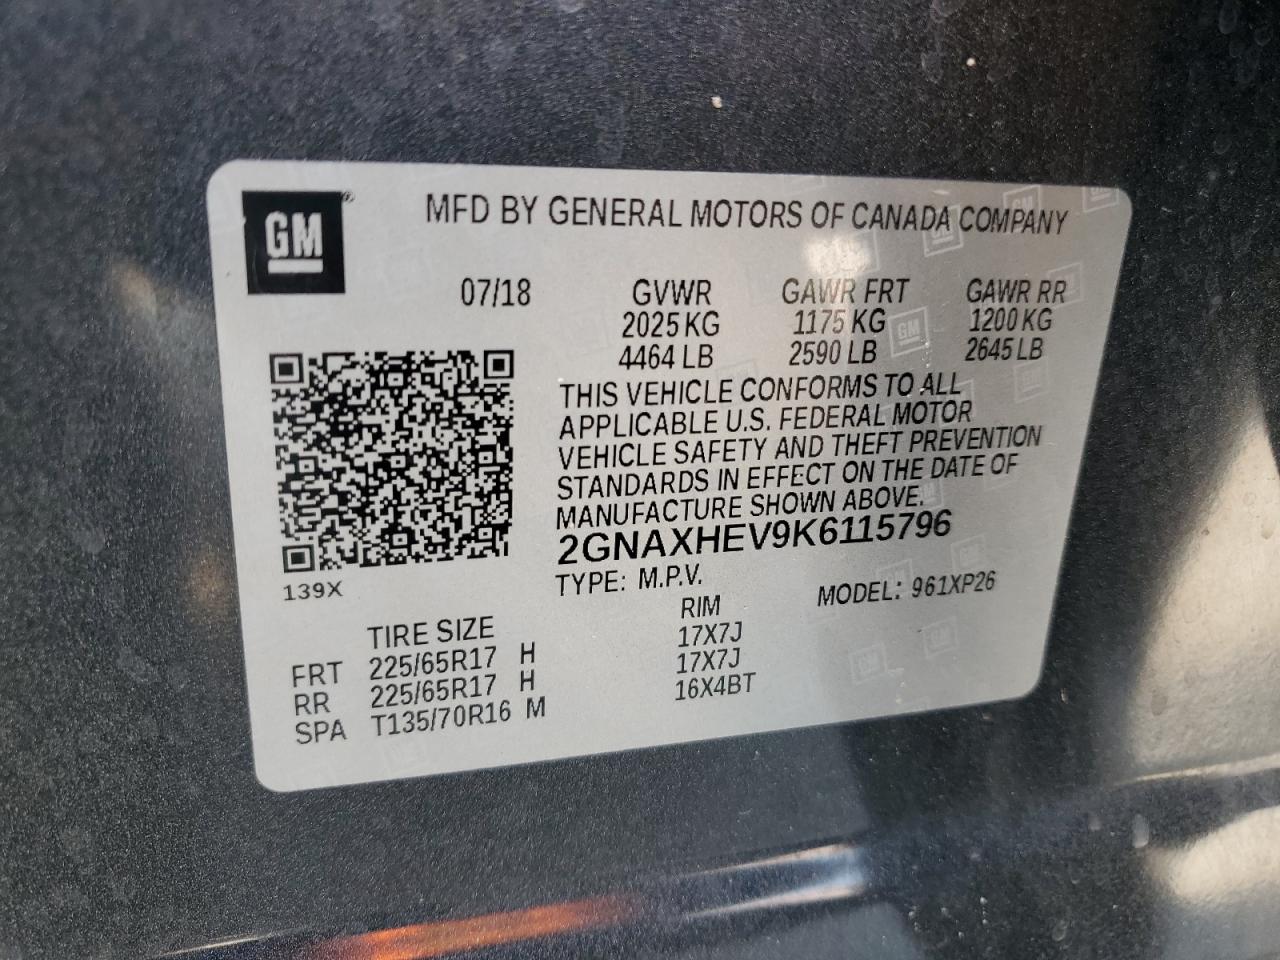 GM ®
MFD BY GENERAL MOTORS OF CANADA COMPANY
07/18 GVWR GAWR FRT GAWR RR
2025 KG 1175 KG 1200 KG
4464 LB 2590 LB 2645 LB
THIS VEHICLE CONFORMS TO ALL
APPLICABLE U.S. FEDERAL MOTOR
VEHICLE SAFETY AND THEFT PREVENTION
STANDARDS IN EFFECT ON THE DATE OF
MANUFACTURE SHOWN ABOVE.
2GNAXHEV9K6115796
139X
TYPE: M.P.V. MODEL: 961XP26
TIRE SIZE RIM
FRT 225/65R17 H 17X7J
RR 225/65R17 H 17X7J
SPA T135/70R16 M 16X4BT